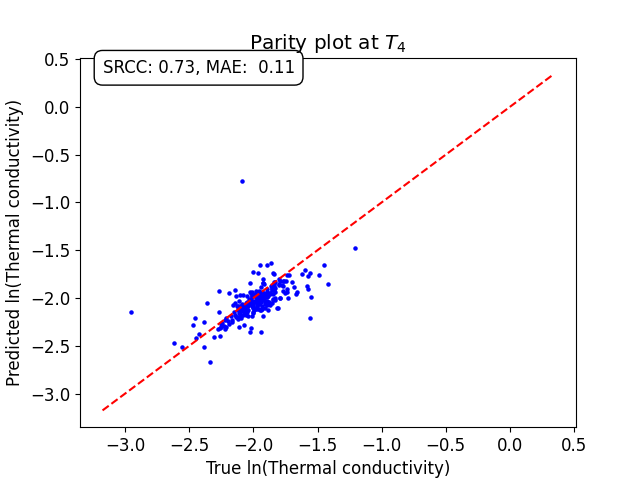 Parity plot at T4
SRCC: 0.73, MAE:  0.11
Predicted ln(Thermal conductivity)
0.5
0.0
−0.5
−1.0
−1.5
−2.0
−2.5
−3.0
−3.0 −2.5 −2.0 −1.5 −1.0 −0.5 0.0 0.5
True ln(Thermal conductivity)